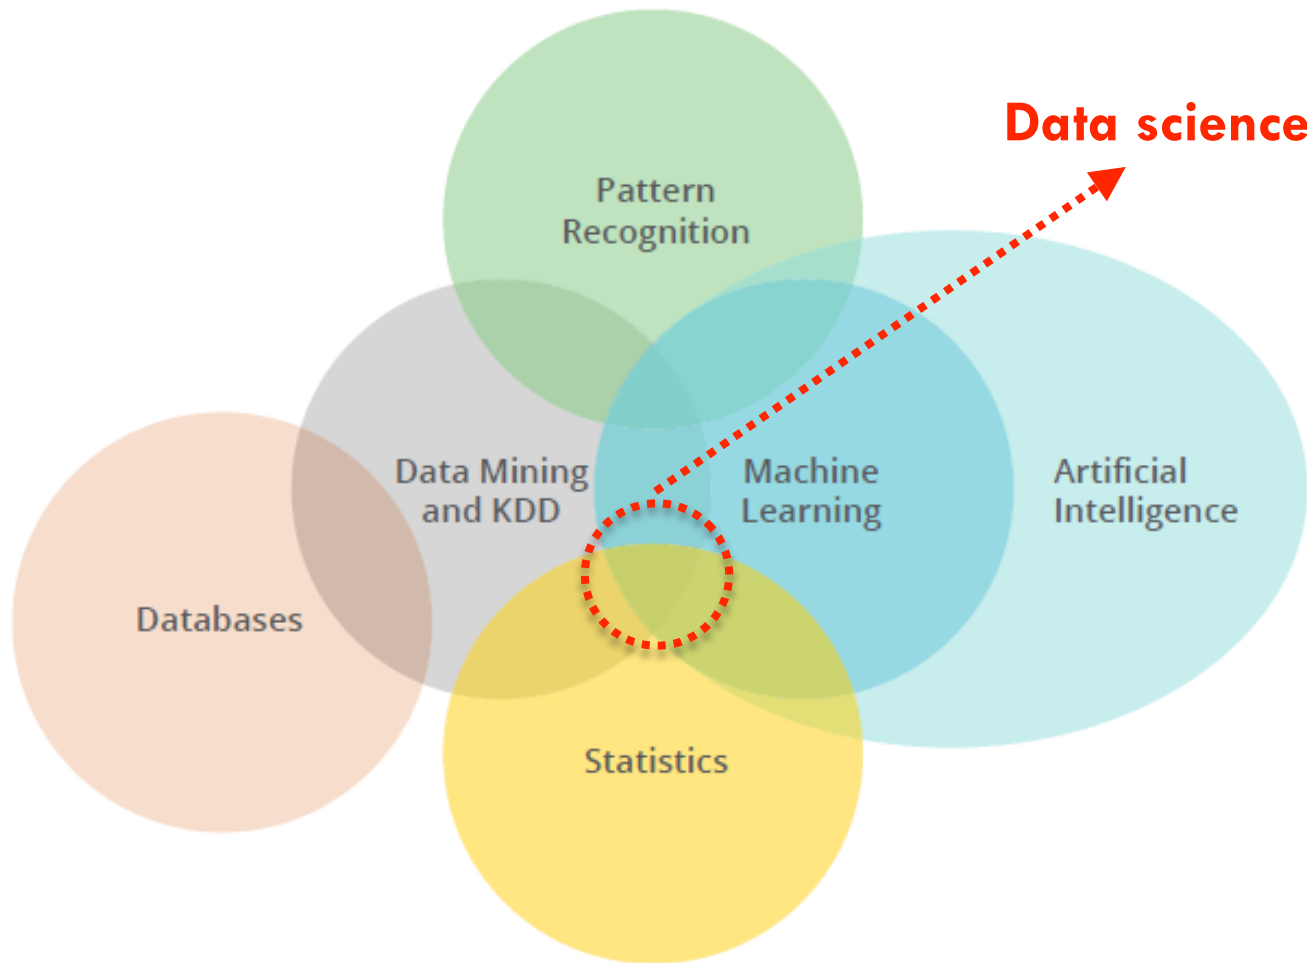 Data science
Pattern
Recognition
Data Mining
and KDD
Machine
Learning
Artificial
Intelligence
Databases
Statistics